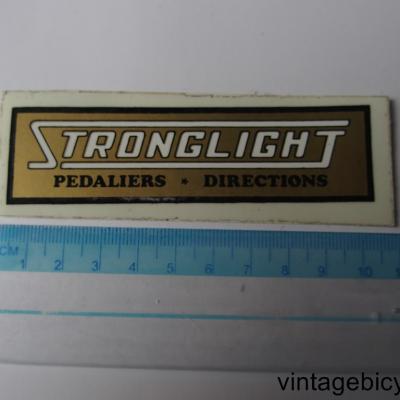 STRONGLIGHT
PEDALIERS * DIRECTIONS
CM 1 2 3 4 5 6 7 8 9 10
vintagebicy